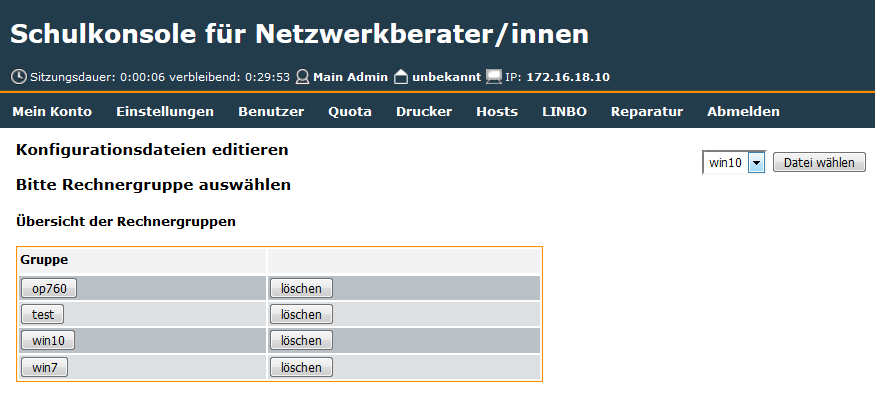 Schulkonsole für Netzwerkberater/innen
Sitzungsdauer: 0:00:06 verbleibend: 0:29:53 Main Admin unbekannt IP: 172.16.18.10
Mein Konto Einstellungen Benutzer Quota Drucker Hosts LINBO Reparatur Abmelden
Konfigurationsdateien editieren
win10 Datei wählen
Bitte Rechnergruppe auswählen
Übersicht der Rechnergruppen
Gruppe
op760 löschen
test löschen
win10 löschen
win7 löschen